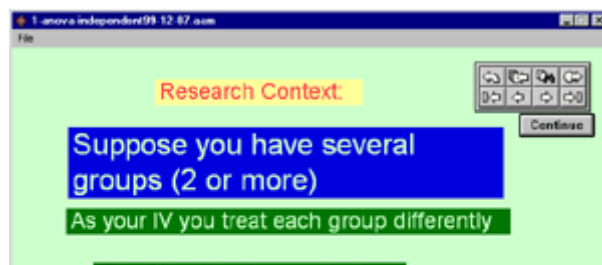 1-anova-independent99-12-07.asm
File
Research Context:
Continue
Suppose you have several
groups (2 or more)
As your IV you treat each group differently